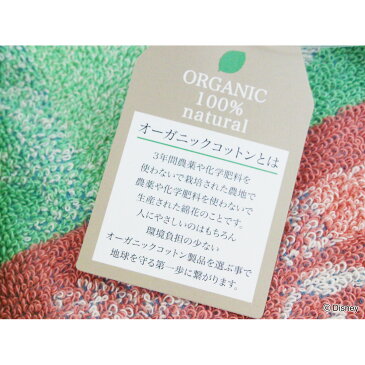 ORGANIC
100%
natural
オーガニックコットンとは
3年間農薬や化学肥料を
使わないで栽培された農地で
農薬や化学肥料を使わないで
生産された綿花のことです。
人にやさしいのはもちろん
環境負担の少ない
オーガニックコットン製品を選ぶ事で
地球を守る第一歩に繋がります。
© Disney